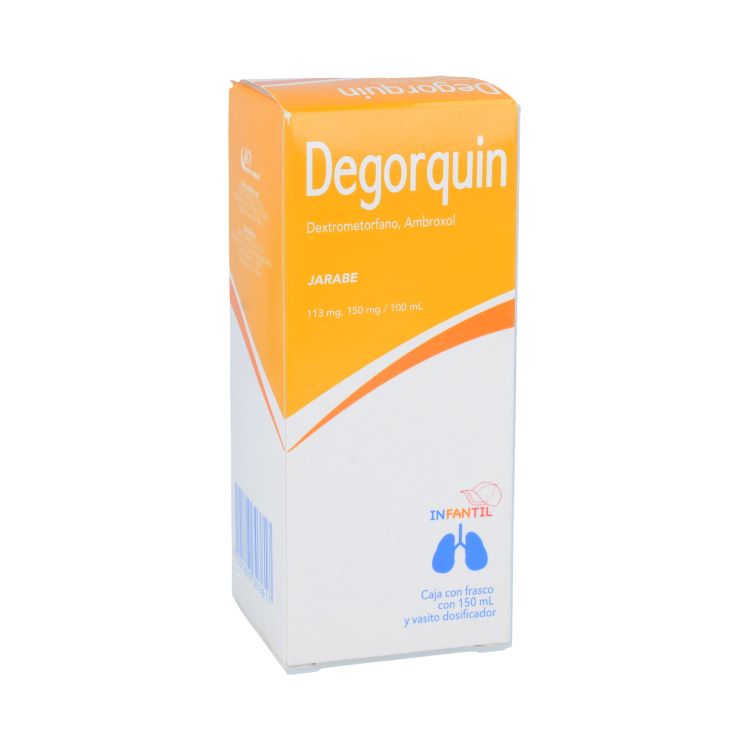 Degorquin
Degorquin
Dextrometorfano, Ambroxol
JARABE
113 mg, 150 mg / 100 mL
INFANTIL
Caja con frasco
con 150 mL
y vasito dosificador